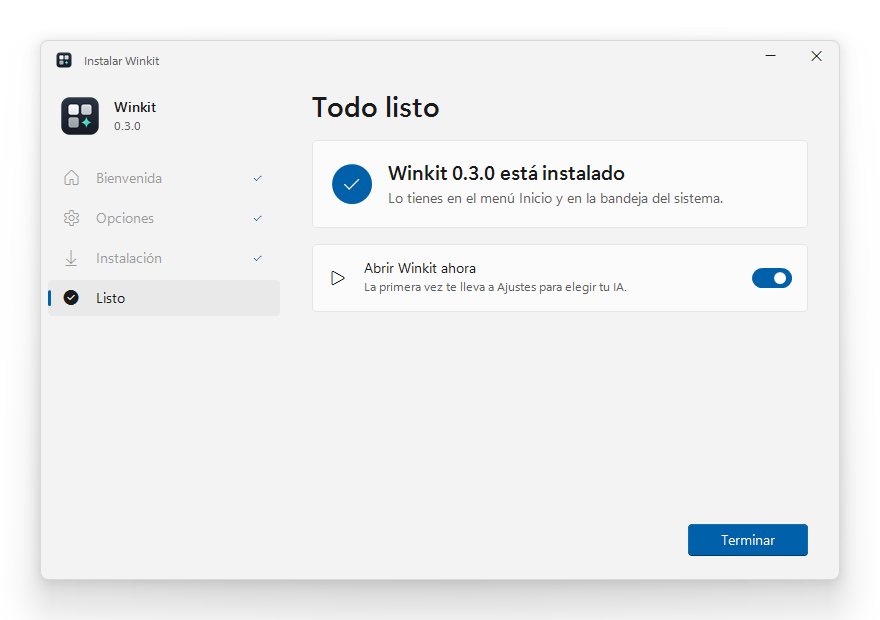 Instalar Winkit
Winkit
0.3.0
Bienvenida
Opciones
Instalación
Listo
Todo listo
Winkit 0.3.0 está instalado
Lo tienes en el menú Inicio y en la bandeja del sistema.
Abrir Winkit ahora
La primera vez te lleva a Ajustes para elegir tu IA.
Terminar